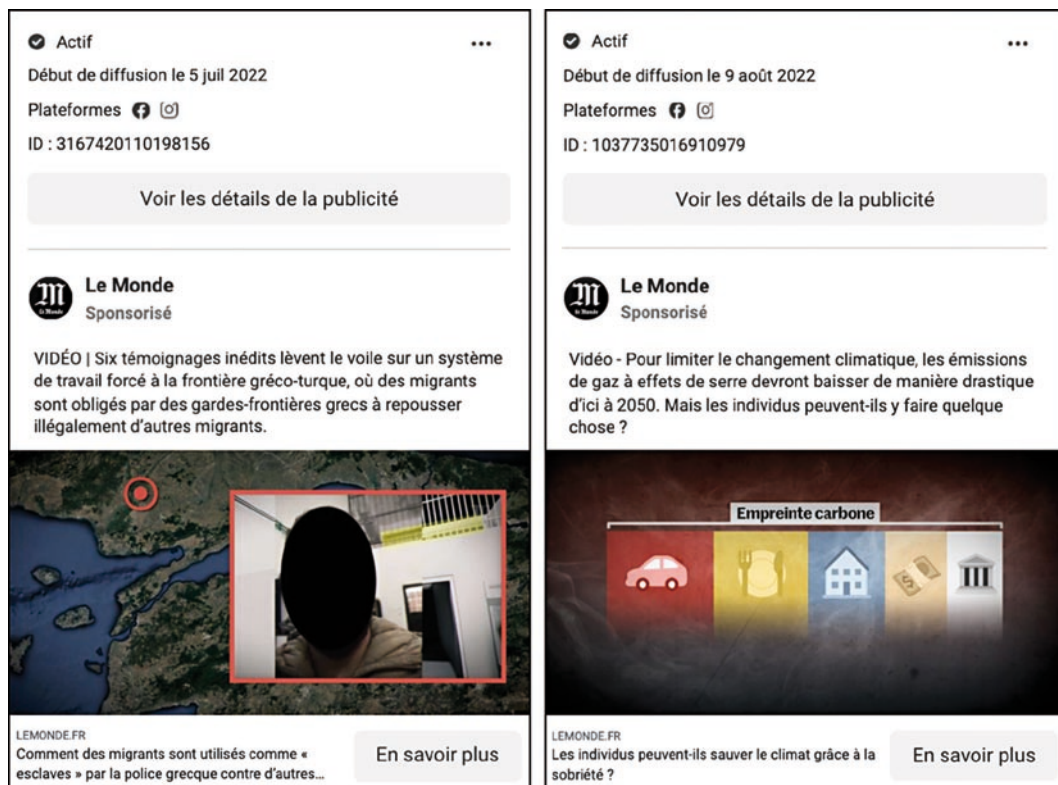 Actif
Début de diffusion le 5 juil 2022
Plateformes
ID : 3167420110198156
Voir les détails de la publicité
Le Monde
Sponsorisé
VIDÉO | Six témoignages inédits lèvent le voile sur un système
de travail forcé à la frontière gréco-turque, où des migrants
sont obligés par des gardes-frontières grecs à repousser
illégalement d'autres migrants.
LEMONDE.FR
Comment des migrants sont utilisés comme «
esclaves » par la police grecque contre d'autres...
En savoir plus
Actif
Début de diffusion le 9 août 2022
Plateformes
ID : 1037735016910979
Voir les détails de la publicité
Le Monde
Sponsorisé
Vidéo - Pour limiter le changement climatique, les émissions
de gaz à effets de serre devront baisser de manière drastique
d'ici à 2050. Mais les individus peuvent-ils y faire quelque
chose ?
Empreinte carbone
LEMONDE.FR
Les individus peuvent-ils sauver le climat grâce à la
sobriété ?
En savoir plus